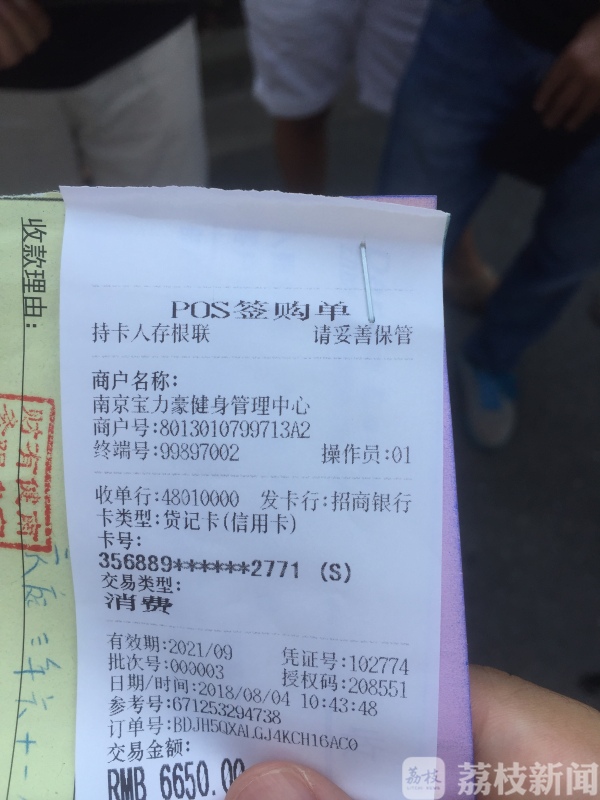 POS签购单
持卡人存根联 请妥善保管
商户名称:
南京宝力豪健身管理中心
商户号:8013010799713A2
终端号:99897002 操作员:01
收单行:48010000 发卡行:招商银行
卡类型:贷记卡(信用卡)
卡号:
356889******2771 (S)
交易类型:
消费
有效期:2021/09 凭证号:102774
批次号:000003 授权码:208551
日期/时间:2018/08/04 10:43:48
参考号:671253294738
订单号:BDJH5QXALGJ4KCH16AC0
交易金额:
RMB 6650.00
收款理由:
荔枝
荔枝新闻